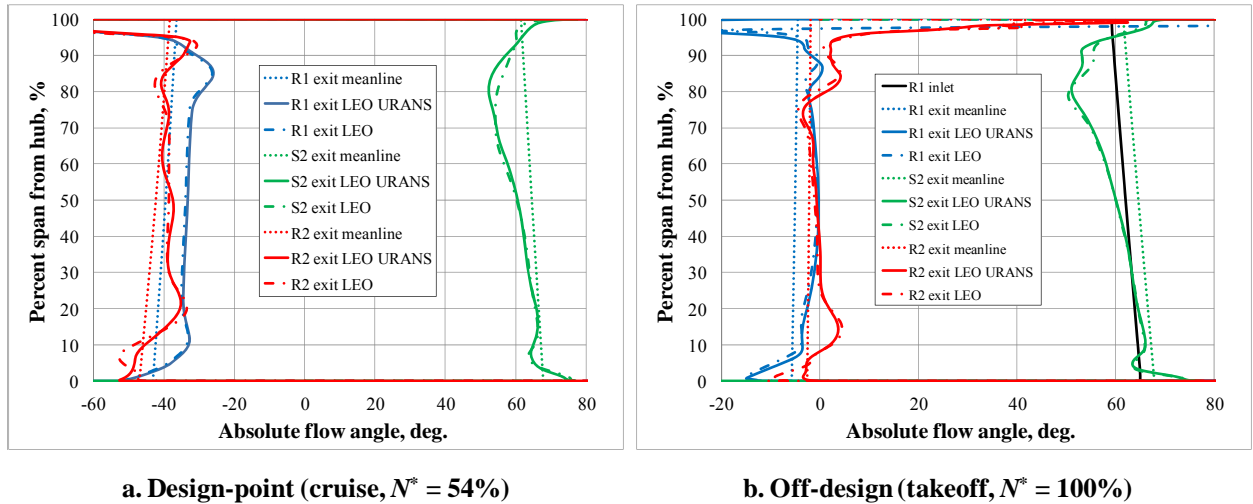 100
90
80
70
60
50
40
30
20
10
0
-60
-40
-20
0
20
40
60
80
Percent span from hub, %
Absolute flow angle, deg.
R1 exit meanline
R1 exit LEO URANS
R1 exit LEO
S2 exit meanline
S2 exit LEO URANS
S2 exit LEO
R2 exit meanline
R2 exit LEO URANS
R2 exit LEO
a. Design-point (cruise, N* = 54%)
100
90
80
70
60
50
40
30
20
10
0
-20
0
20
40
60
80
Percent span from hub, %
Absolute flow angle, deg.
R1 inlet
R1 exit meanline
R1 exit LEO URANS
R1 exit LEO
S2 exit meanline
S2 exit LEO URANS
S2 exit LEO
R2 exit meanline
R2 exit LEO URANS
R2 exit LEO
b. Off-design (takeoff, N* = 100%)